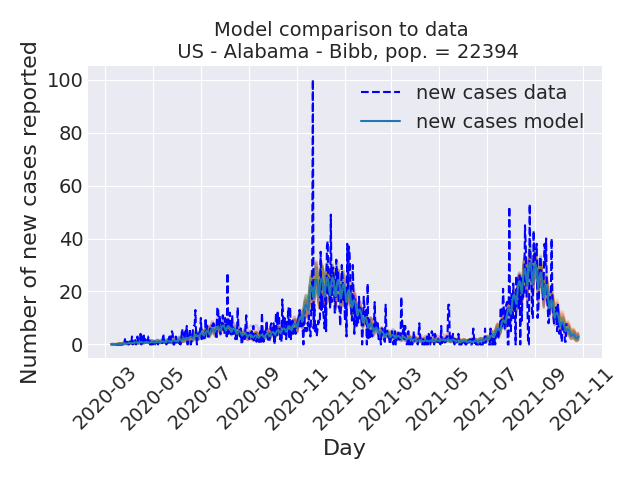 Model comparison to data
US - Alabama - Bibb, pop. = 22394
Number of new cases reported
100
80
60
40
20
0
new cases data
new cases model
2020-03
2020-05
2020-07
2020-09
2020-11
2021-01
2021-03
2021-05
2021-07
2021-09
2021-11
Day